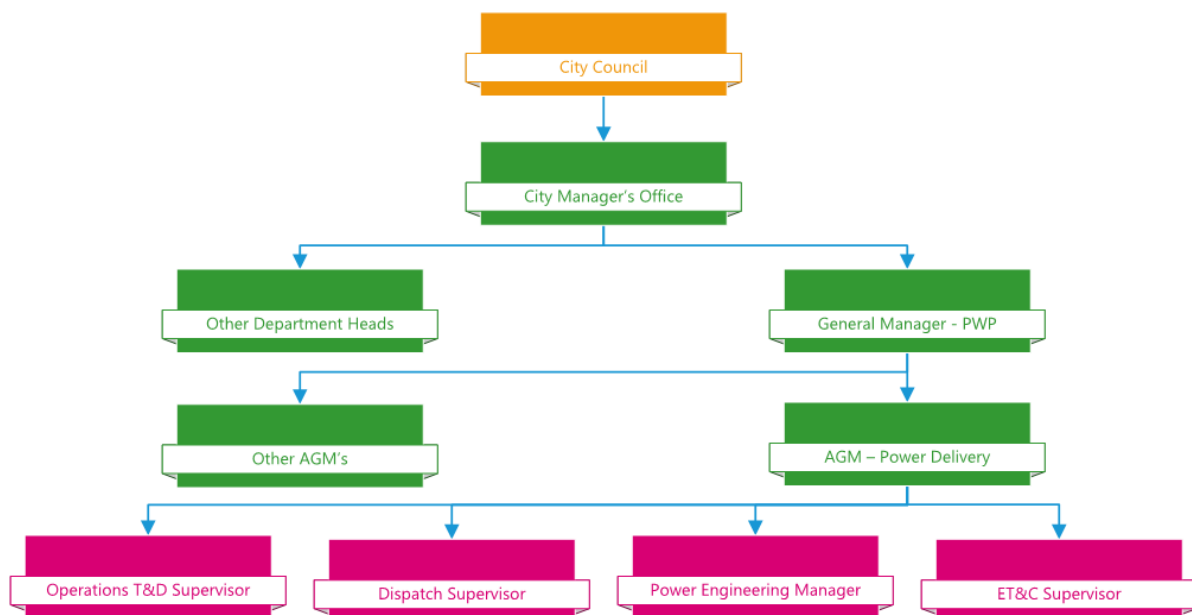 City Council
City Manager’s Office
Other Department Heads
General Manager - PWP
Other AGM’s
AGM – Power Delivery
Operations T&D Supervisor
Dispatch Supervisor
Power Engineering Manager
ET&C Supervisor